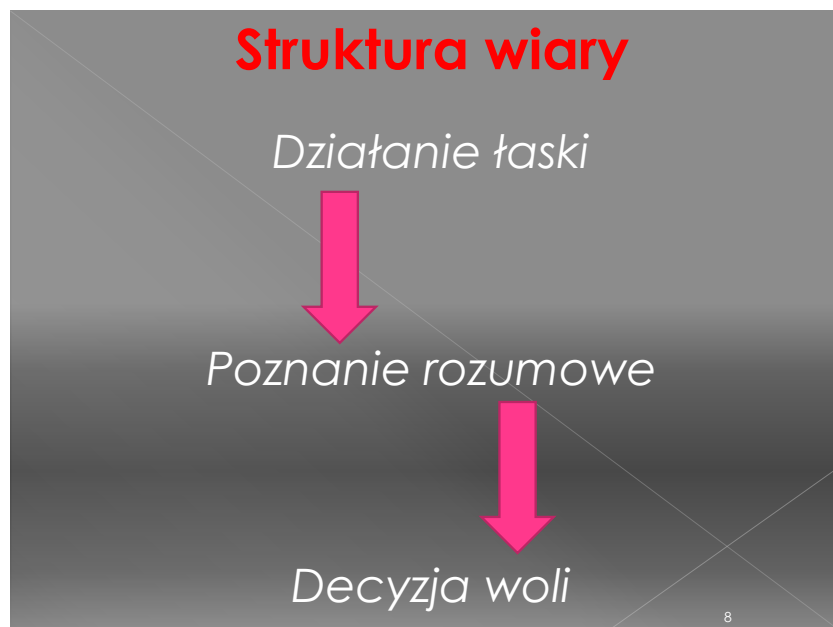 Struktura wiary
Działanie łaski
Poznanie rozumowe
Decyzja woli
8